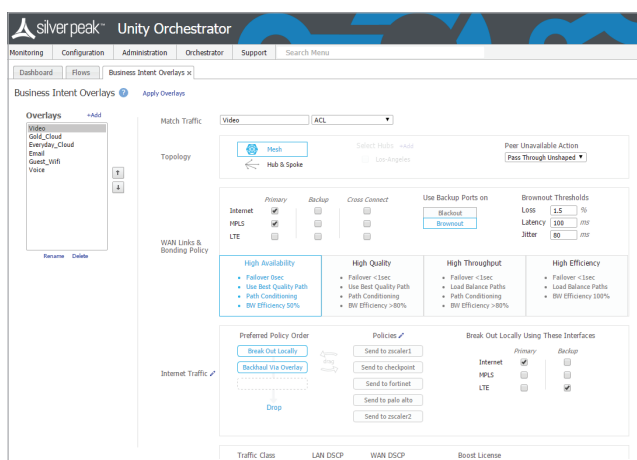 silver peak™ Unity Orchestrator
Monitoring Configuration Administration Orchestrator Support Search Menu
Dashboard Flows Business Intent Overlays x
Business Intent Overlays ? Apply Overlays
Overlays +Add
Video
Gold_Cloud
Everyday_Cloud
Email
Guest_Wifi
Voice
Rename Delete
Match Traffic Video ACL
Topology
Mesh
Hub & Spoke
Select Hubs +Add
Los-Angeles
Peer Unavailable Action
Pass Through Unshaped
WAN Links &
Bonding Policy
Primary Backup Cross Connect
Internet
MPLS
LTE
Use Backup Ports on
Blackout
Brownout
Brownout Thresholds
Loss 1.5 %
Latency 100 ms
Jitter 80 ms
High Availability
• Failover 0sec
• Use Best Quality Path
• Path Conditioning
• BW Efficiency 50%
High Quality
• Failover <1sec
• Use Best Quality Path
• Path Conditioning
• BW Efficiency >80%
High Throughput
• Failover <1sec
• Load Balance Paths
• Path Conditioning
• BW Efficiency >80%
High Efficiency
• Failover <1sec
• Load Balance Paths
• BW Efficiency 100%
Internet Traffic
Preferred Policy Order
Break Out Locally
Backhaul Via Overlay
Drop
drag
Policies
Send to zscaler1
Send to checkpoint
Send to fortinet
Send to palo alto
Send to zscaler2
Break Out Locally Using These Interfaces
Primary Backup
Internet
MPLS
LTE
Traffic Class LAN DSCP WAN DSCP Boost License